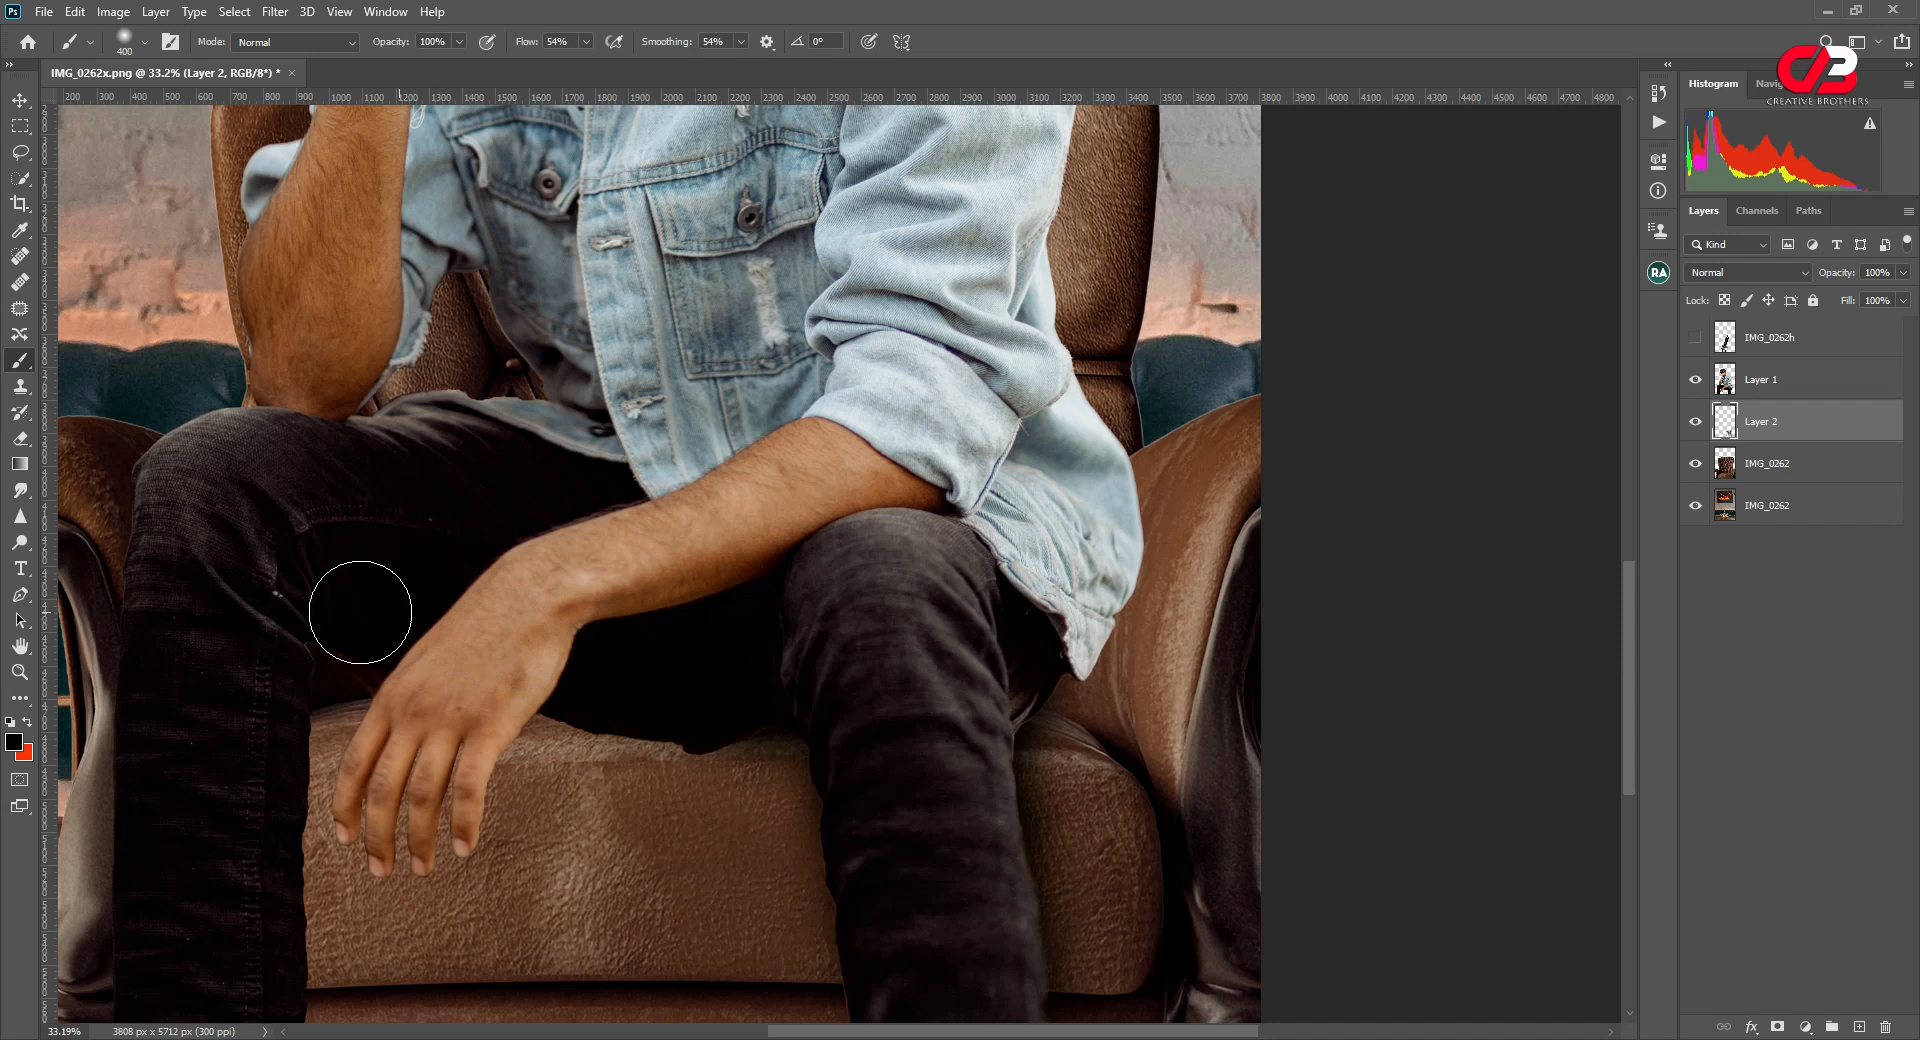 Ps File Edit Image Layer Type Select Filter 3D View Window Help
400 Mode: Normal Opacity: 100% Flow: 54% Smoothing: 54% 0°
IMG_0262x.png @ 33.2% (Layer 2, RGB/8*) * ×
200 300 400 500 600 700 800 900 1000 1100 1200 1300 1400 1500 1600 1700 1800 1900 2000 2100 2200 2300 2400 2500 2600 2700 2800 2900 3000 3100 3200 3300 3400 3500 3600 3700 3800 3900 4000 4100 4200 4300 4400 4500 4600 4700 4800
Histogram
CREATIVE BROTHERS
Layers Channels Paths
Kind
Normal Opacity: 100%
Lock: Fill: 100%
RA
IMG_0262h
Layer 1
Layer 2
IMG_0262
IMG_0262
33.19% 3808 px x 5712 px (300 ppi)
fx